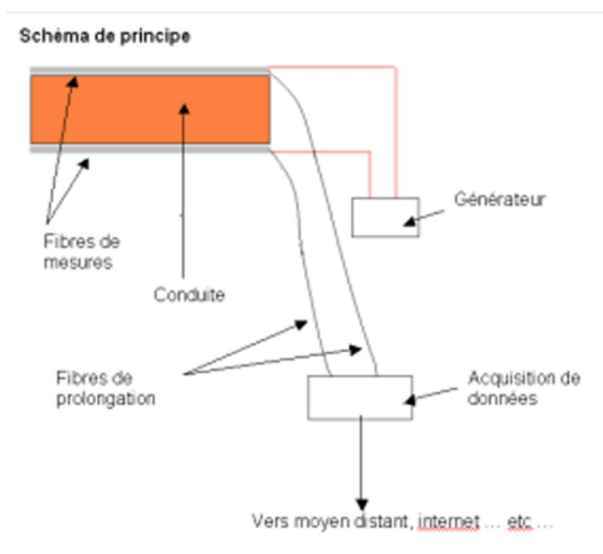 Schéma de principe
Générateur
Fibres de
mesures
Conduite
Fibres de
prolongation
Acquisition de
données
Vers moyen distant, internet ... etc ...